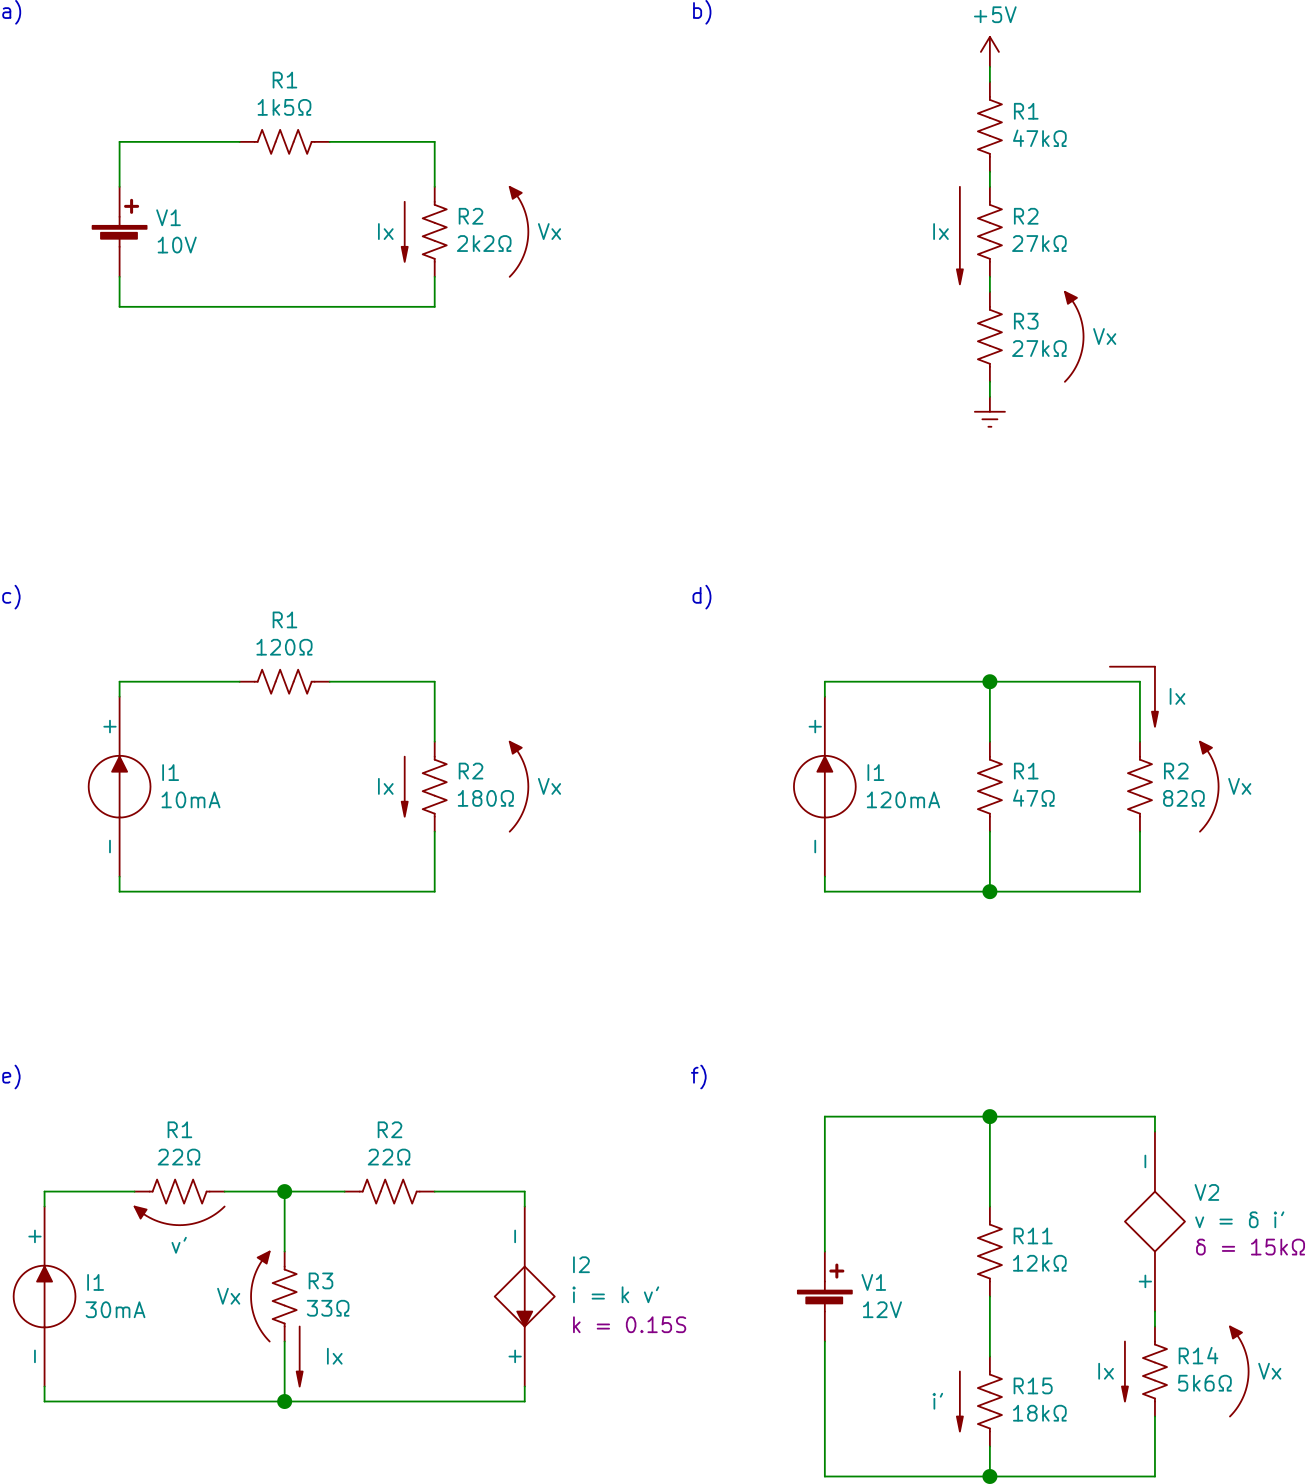 a)
R1
1k5Ω
+
V1
10V
Ix
R2
2k2Ω
Vx
b)
+5V
R1
47kΩ
Ix
R2
27kΩ
R3
27kΩ
Vx
c)
R1
120Ω
+
I1
10mA
–
Ix
R2
180Ω
Vx
d)
+
I1
120mA
–
R1
47Ω
Ix
R2
82Ω
Vx
e)
R1
22Ω
v′
R2
22Ω
+
I1
30mA
–
Vx
R3
33Ω
Ix
–
I2
i = k v′
k = 0.15S
+
f)
+
V1
12V
R11
12kΩ
i′
R15
18kΩ
–
V2
v = δ i′
δ = 15kΩ
+
Ix
R14
5k6Ω
Vx